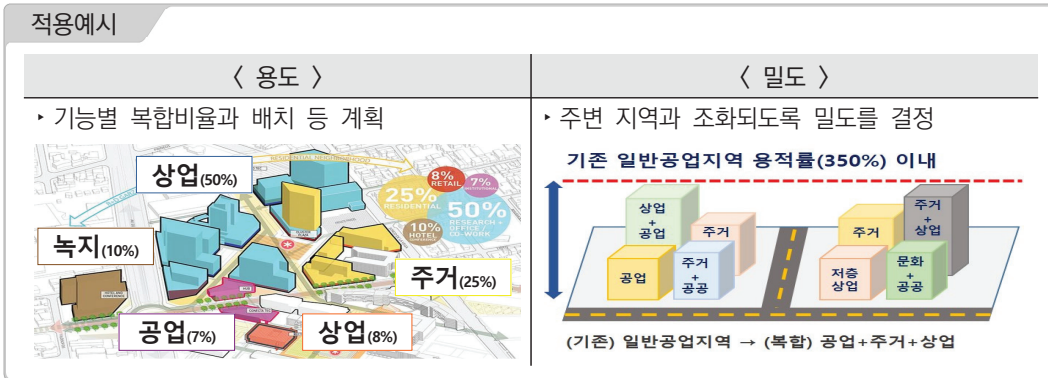 적용예시
< 용도 >
‣ 기능별 복합비율과 배치 등 계획
RESIDENTIAL NEIGHBOURHOOD
상업(50%)
8%
RETAIL
7%
25%
RESIDENTIAL
50%
RESEARCH +
OFFICE /
CO-WORK
10%
HOTEL
녹지(10%)
주거(25%)
HUB
공업(7%)
상업(8%)
< 밀도 >
‣ 주변 지역과 조화되도록 밀도를 결정
기존 일반공업지역 용적률(350%) 이내
상업
+
공업
주거
공업
주거
+
공공
주거
주거
+
상업
저층
상업
문화
+
공공
(기존) 일반공업지역 → (복합) 공업+주거+상업